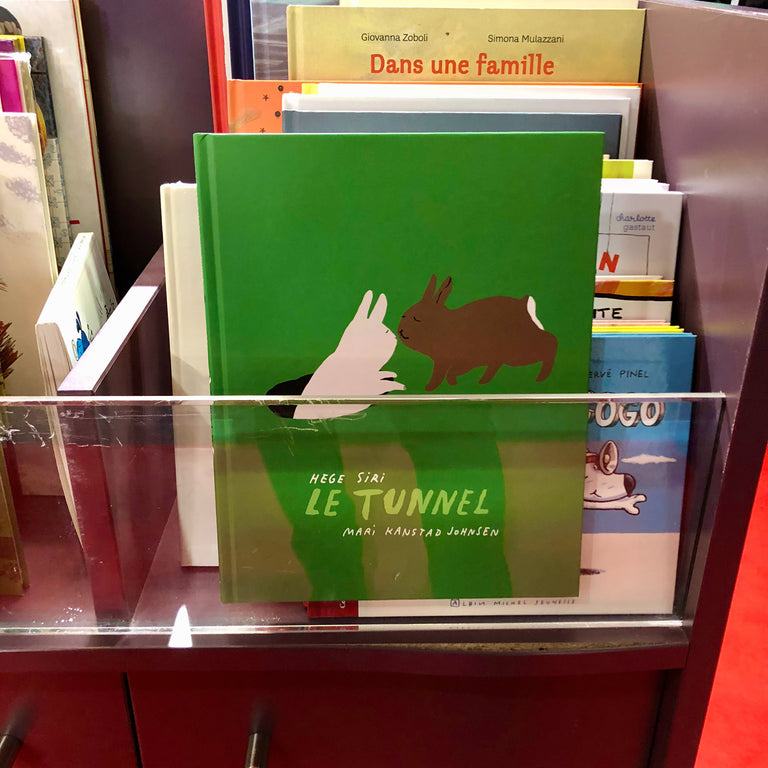 Giovanna Zoboli • Simona Mulazzani
Dans une famille
charlotte
gastaut
N
HEGE SIRI
LE TUNNEL
MARI KANSTAD JOHNSEN
PINEL
GOGO
ALBIN MICHEL JEUNESSE